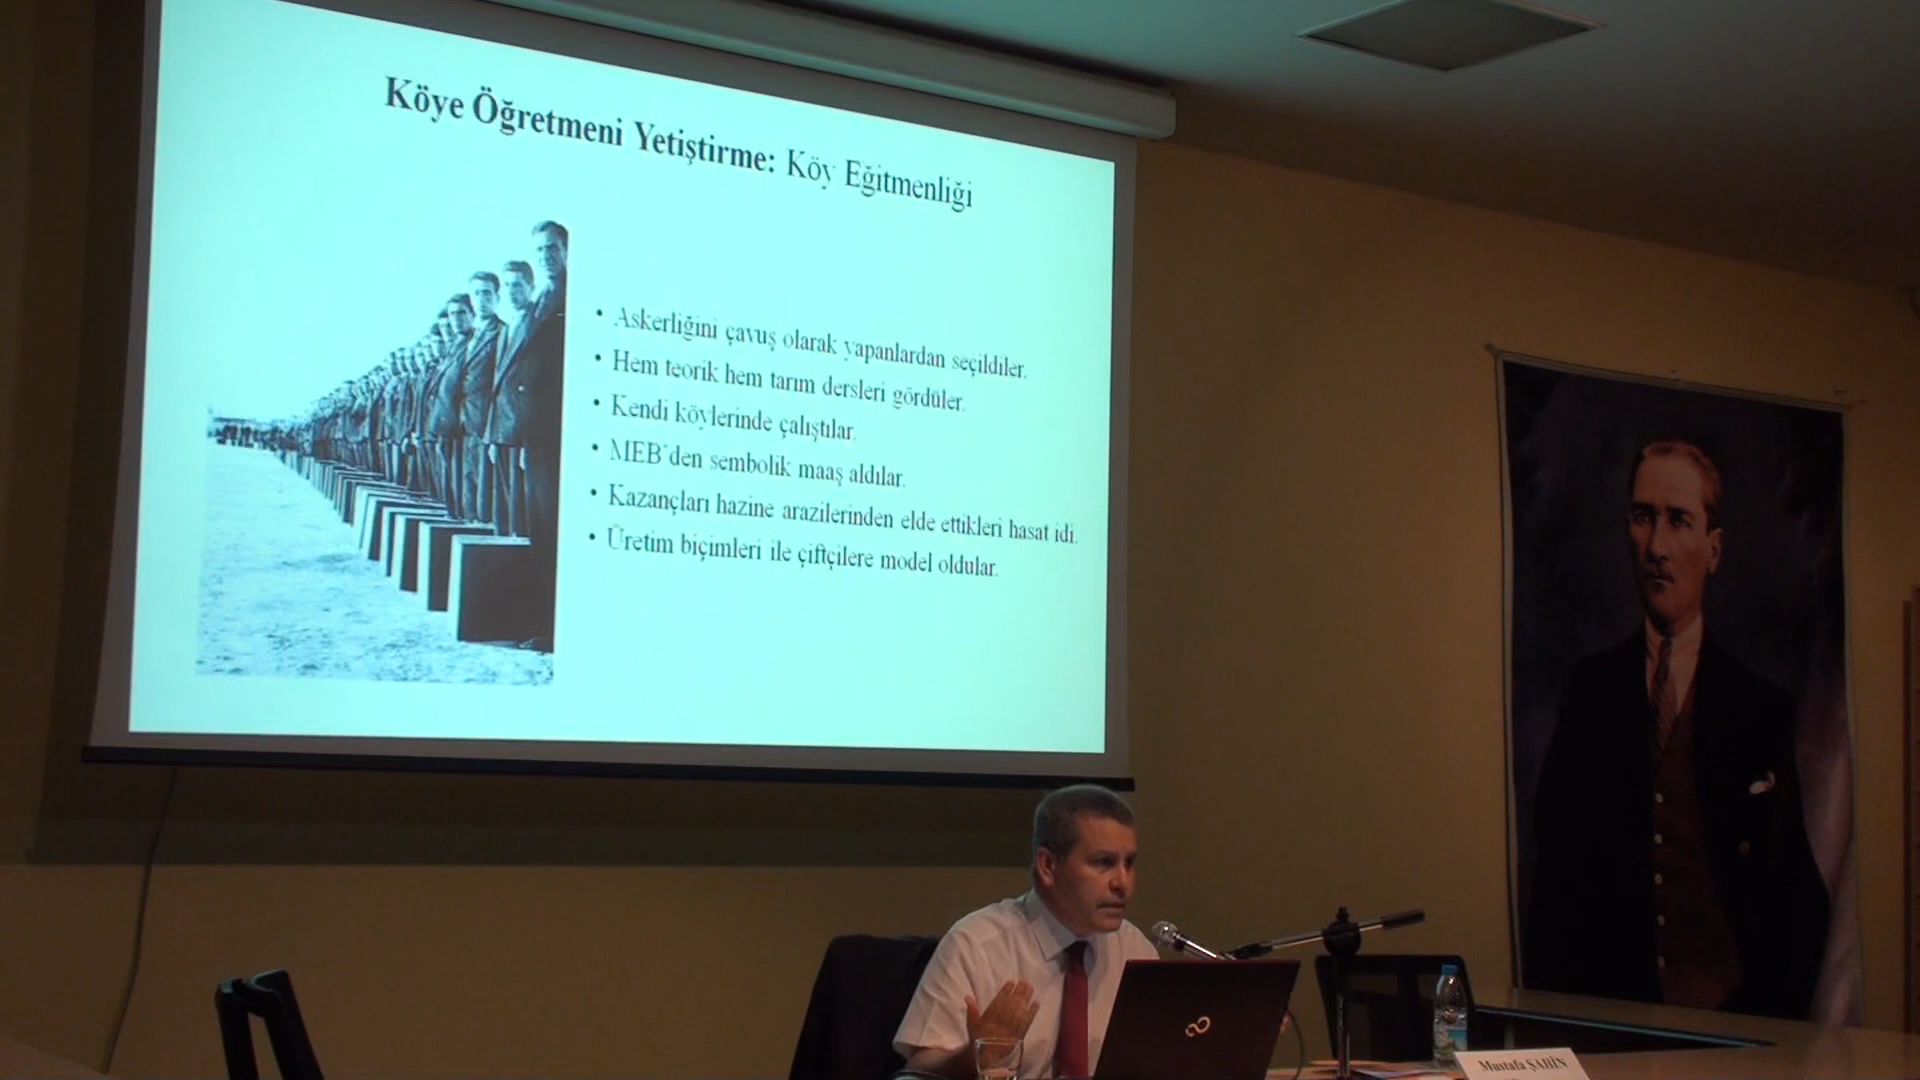 Köye Öğretmeni Yetiştirme: Köy Eğitmenliği
• Askerliğini çavuş olarak yapanlardan seçildiler.
• Hem teorik hem tarım dersleri gördüler.
• Kendi köylerinde çalıştılar.
• MEB'den sembolik maaş aldılar.
• Kazançları hazine arazilerinden elde ettikleri hasat idi.
• Üretim biçimleri ile çiftçilere model oldular.
Mustafa ŞAHİN